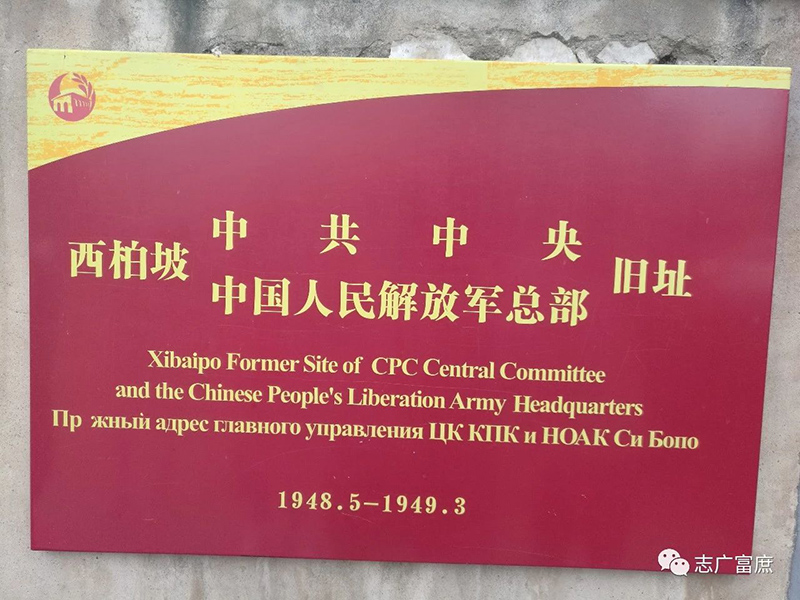 西柏坡 中共中央 旧址
中国人民解放军总部
Xibaipo Former Site of CPC Central Committee
and the Chinese People's Liberation Army Headquarters
Пр жный адрес главного управления ЦК КПК и НОАК Си Бопо
1948.5-1949.3
志广富庶